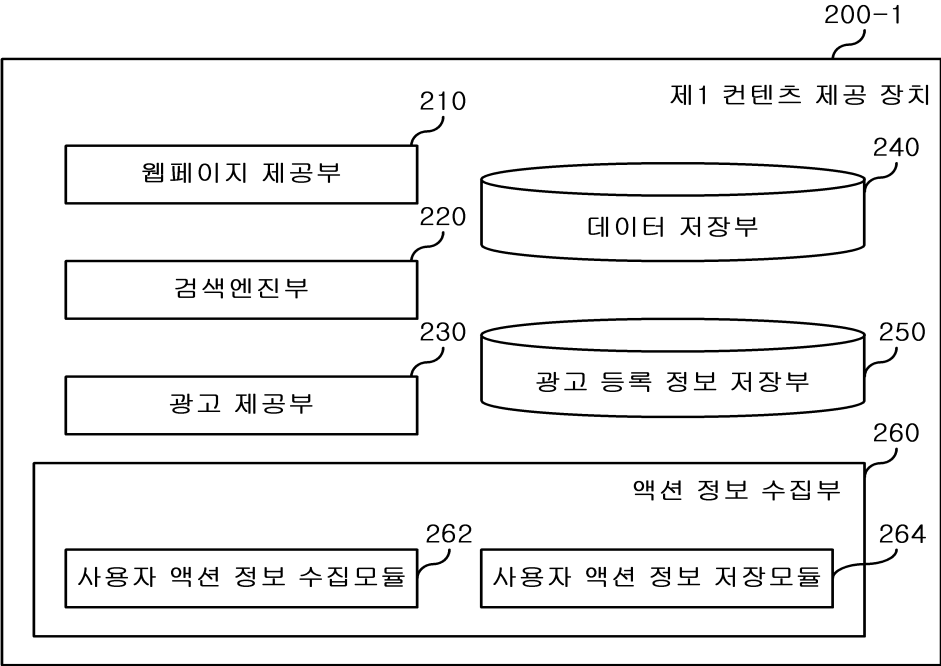 200-1
제1 컨텐츠 제공 장치
210
웹페이지 제공부
240
데이터 저장부
220
검색엔진부
230
광고 제공부
250
광고 등록 정보 저장부
260
액션 정보 수집부
262
사용자 액션 정보 수집모듈
264
사용자 액션 정보 저장모듈